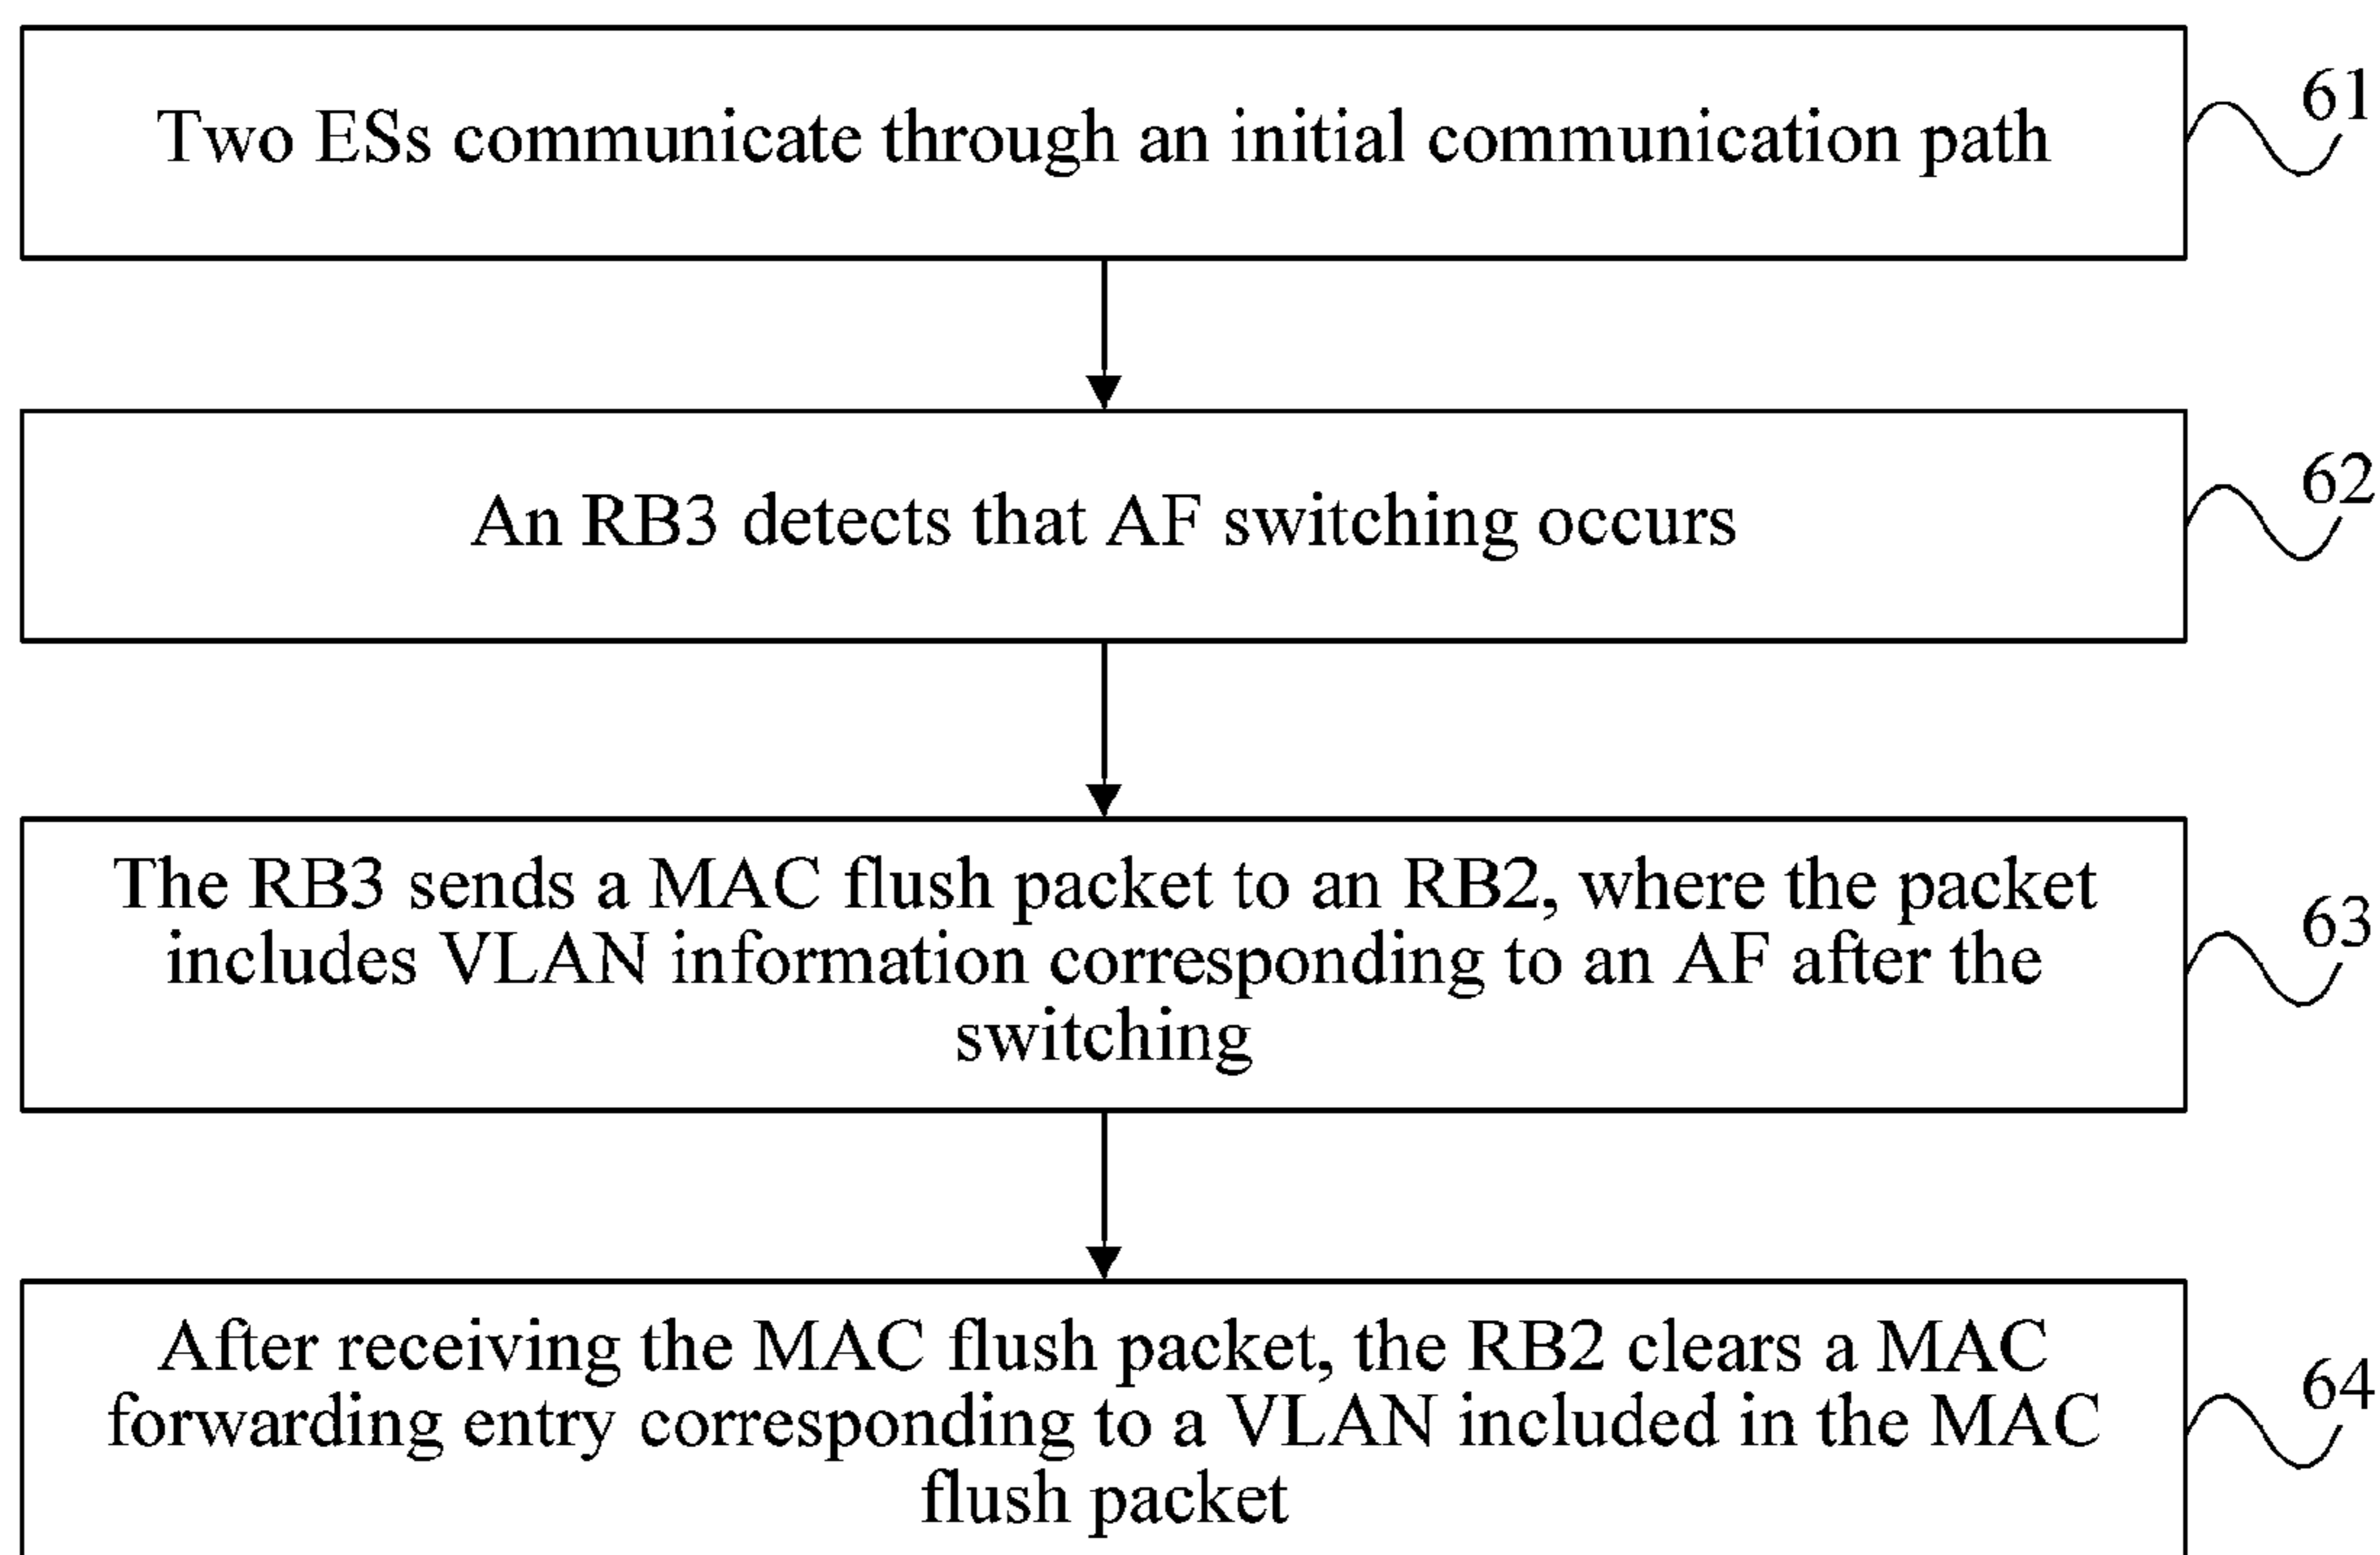 Two ESs communicate through an initial communication path
61
An RB3 detects that AF switching occurs
62
The RB3 sends a MAC flush packet to an RB2, where the packet
includes VLAN information corresponding to an AF after the
switching
63
After receiving the MAC flush packet, the RB2 clears a MAC
forwarding entry corresponding to a VLAN included in the MAC
flush packet
64